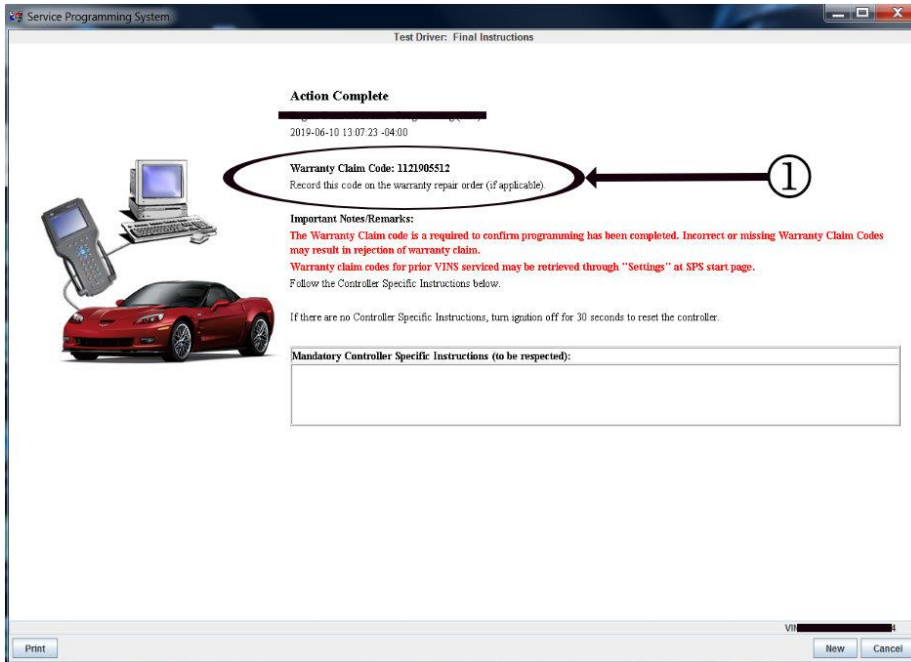 Service Programming System
Test Driver: Final Instructions
Action Complete
2019-06-10 13:07:23 -04:00
Warranty Claim Code: 1121905512
Record this code on the warranty repair order (if applicable).
1
Important Notes/Remarks:
The Warranty Claim code is a required to confirm programming has been completed. Incorrect or missing Warranty Claim Codes
may result in rejection of warranty claim.
Warranty claim codes for prior VINS serviced may be retrieved through "Settings" at SPS start page.
Follow the Controller Specific Instructions below.
If there are no Controller Specific Instructions, turn ignition off for 30 seconds to reset the controller.
Mandatory Controller Specific Instructions (to be respected):
VIN 4
Print New Cancel